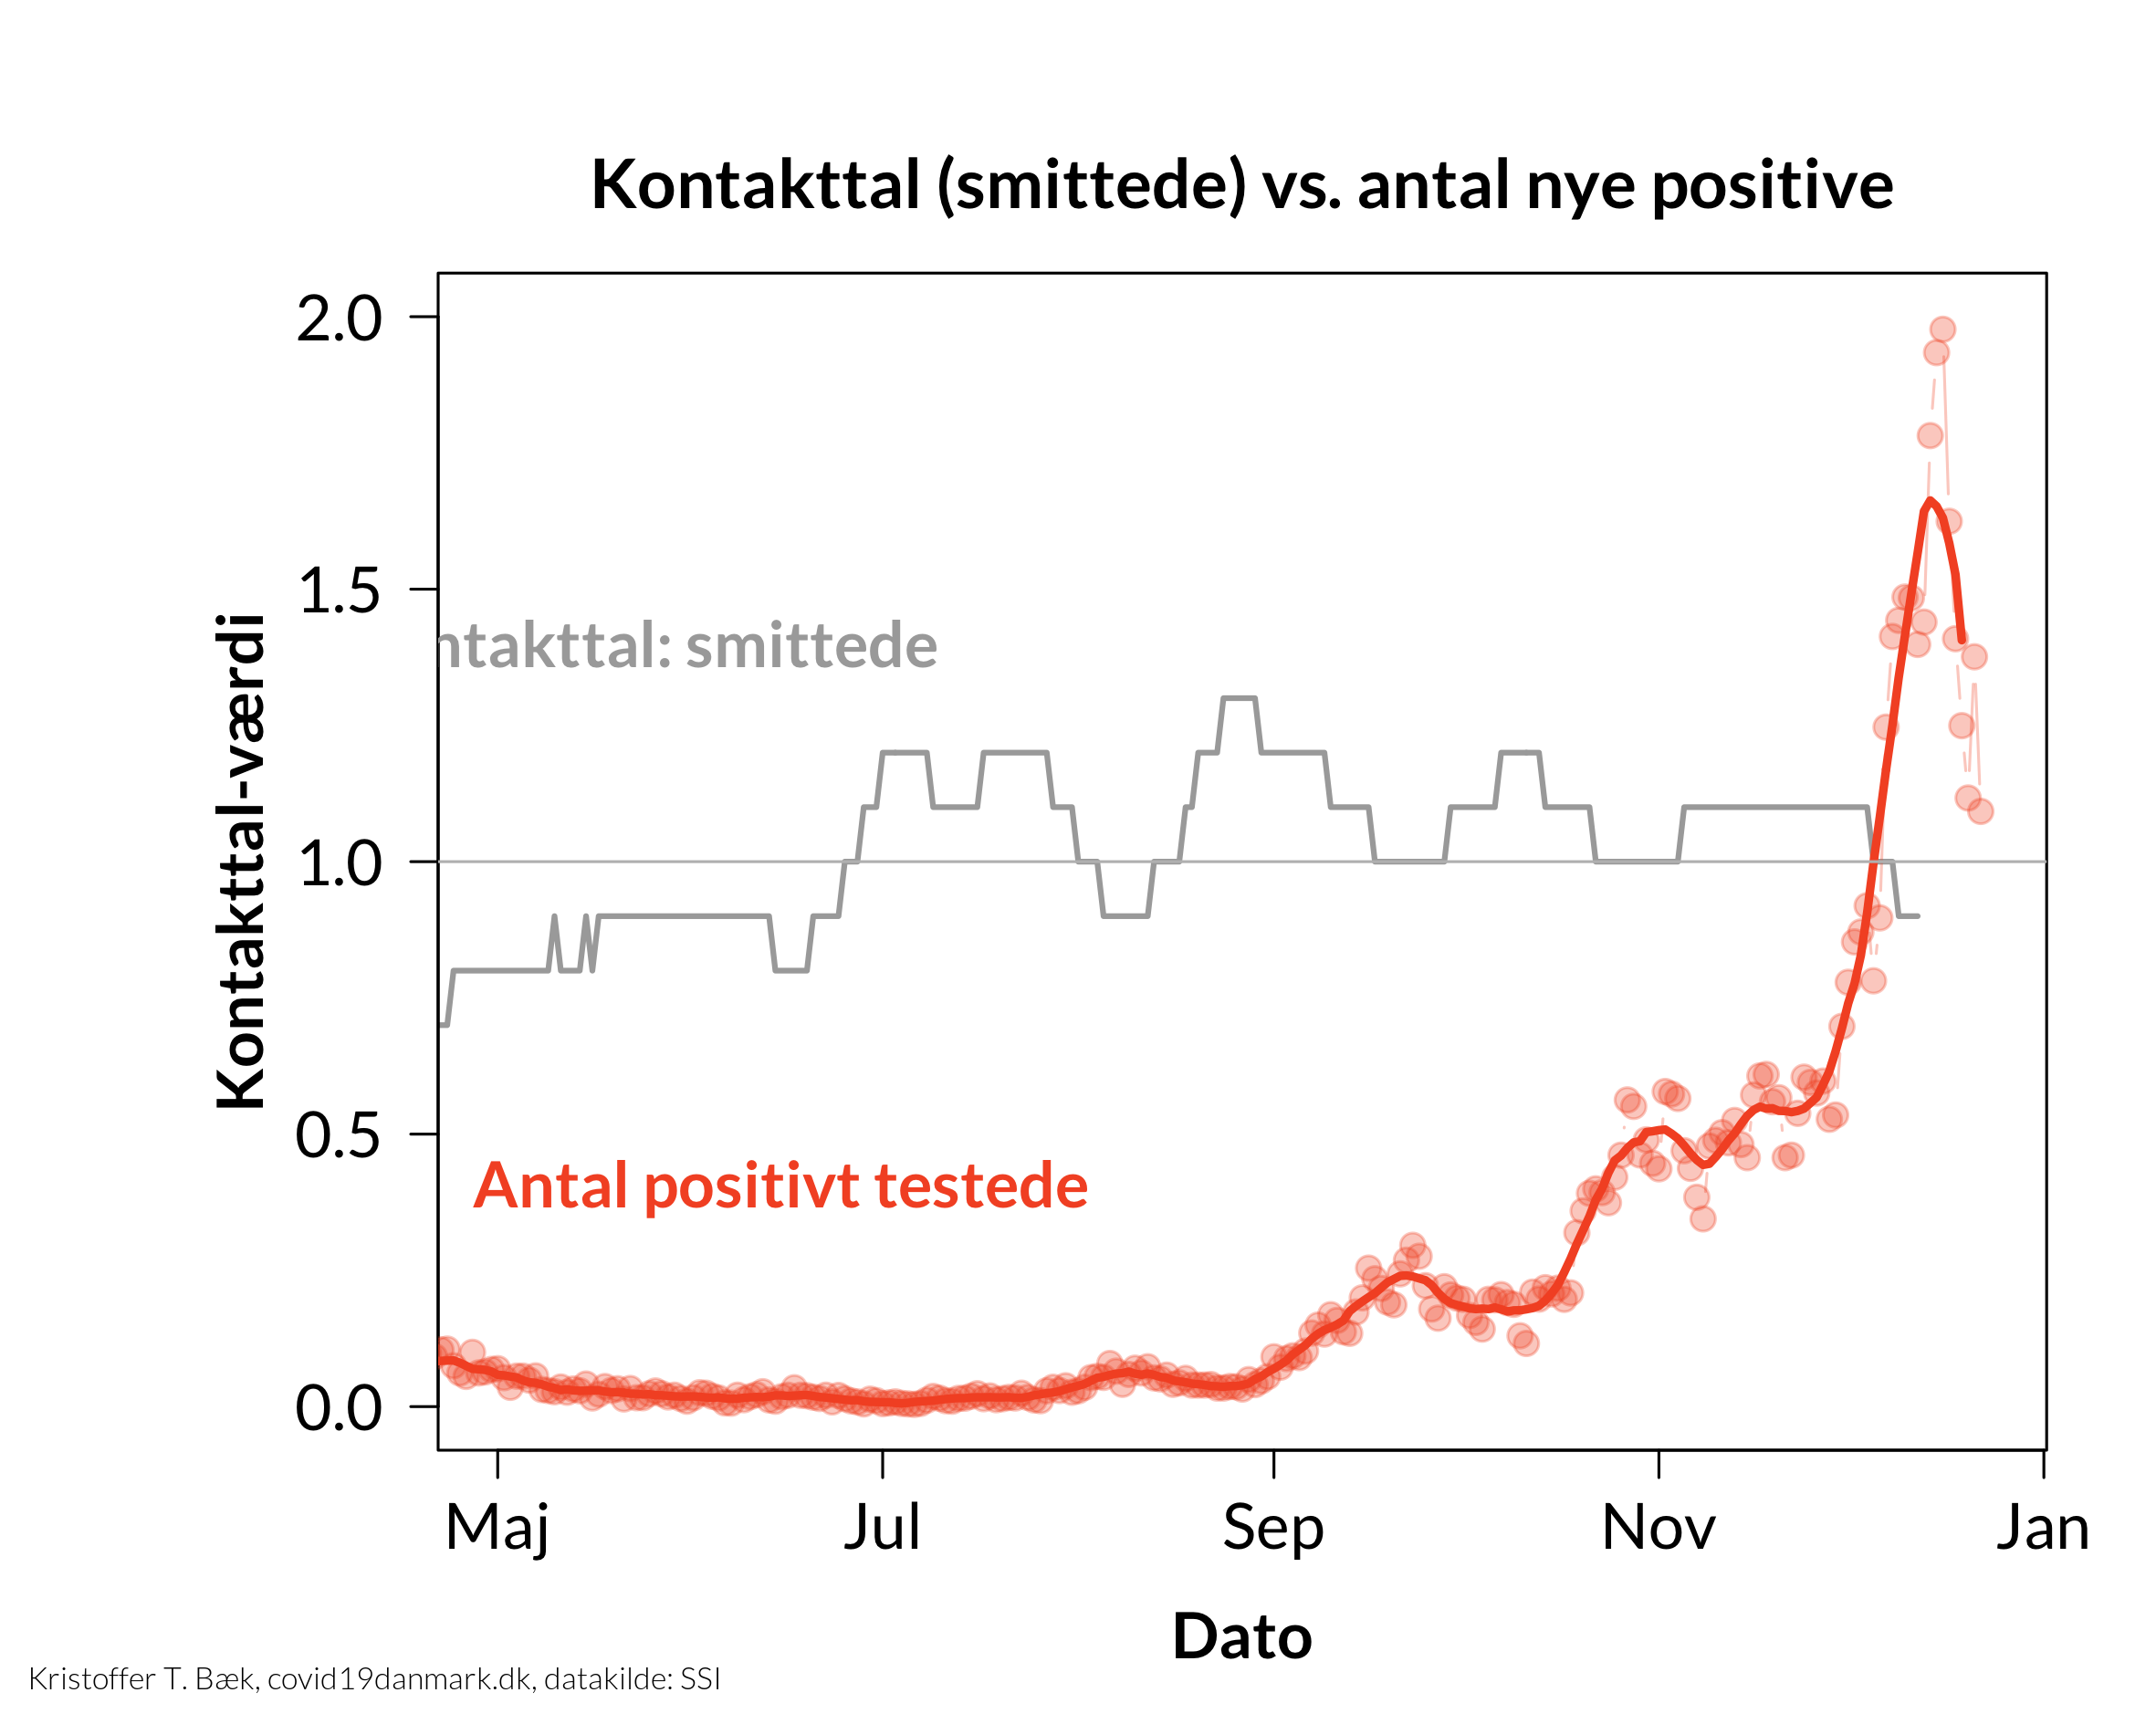 Kontakttal (smittede) vs. antal nye positive
2.0
1.5
1.0
0.5
0.0
Kontakttal-værdi
ntakttal: smittede
Antal positivt testede
Maj Jul Sep Nov Jan
Dato
Kristoffer T. Bæk, covid19danmark.dk, datakilde: SSI